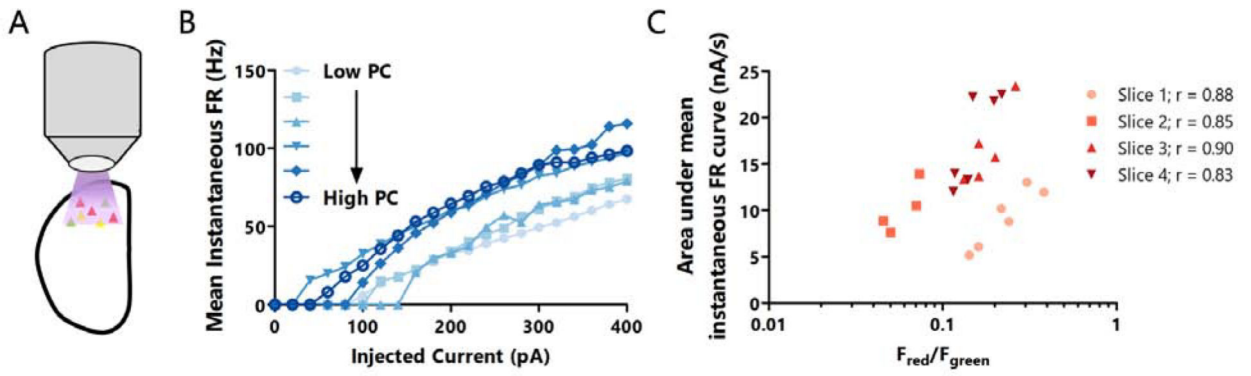 A
B
C
Mean Instantaneous FR (Hz)
150
100
50
0
Low PC
High PC
0
100
200
300
400
Injected Current (pA)
Area under mean
instantaneous FR curve (nA/s)
25
20
15
10
5
0
0.01
0.1
1
Fred/Fgreen
Slice 1; r = 0.88
Slice 2; r = 0.85
Slice 3; r = 0.90
Slice 4; r = 0.83